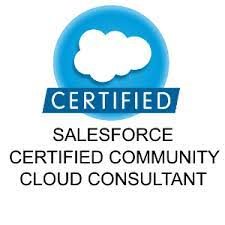 CERTIFIED
SALESFORCE
CERTIFIED COMMUNITY
CLOUD CONSULTANT